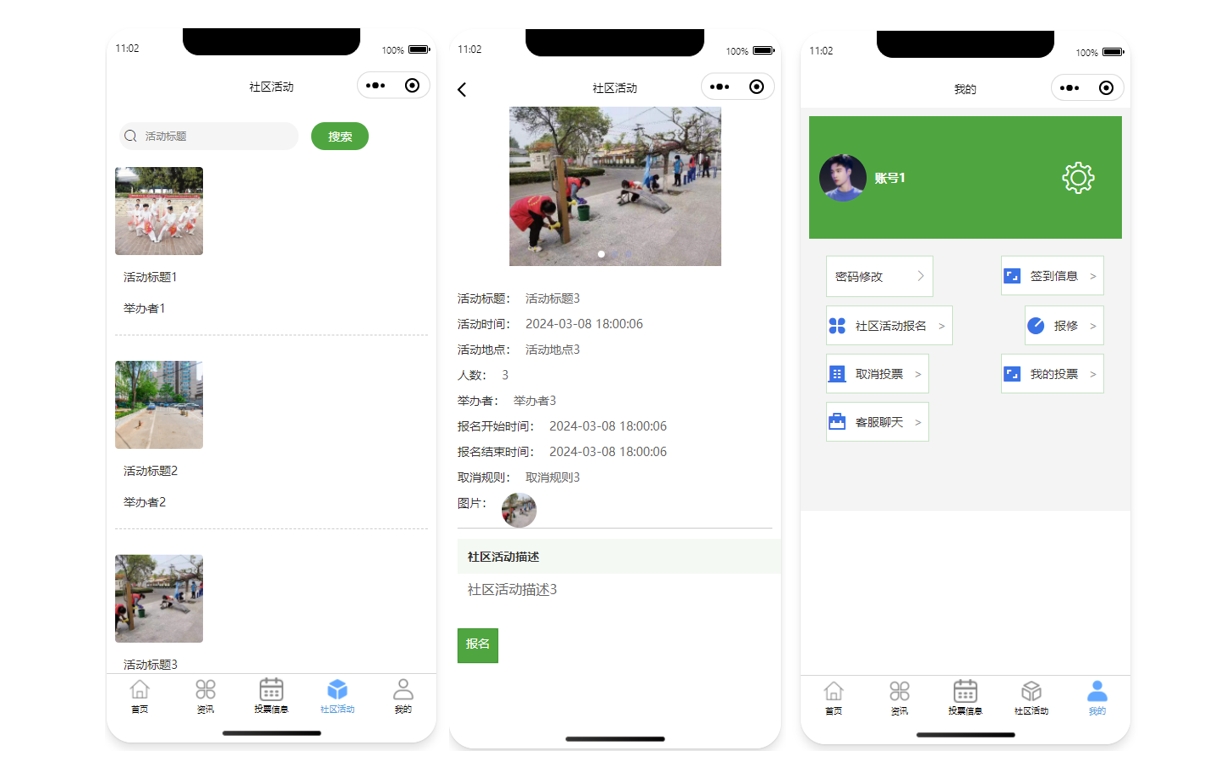 11:02
100%
社区活动
活动标题
搜索
活动标题1
举办者1
活动标题2
举办者2
活动标题3
首页
资讯
投票信息
社区活动
我的
11:02
100%
社区活动
活动标题： 活动标题3
活动时间： 2024-03-08 18:00:06
活动地点： 活动地点3
人数： 3
举办者： 举办者3
报名开始时间： 2024-03-08 18:00:06
报名结束时间： 2024-03-08 18:00:06
取消规则： 取消规则3
图片：
社区活动描述
社区活动描述3
报名
11:02
100%
我的
账号1
密码修改 >
签到信息 >
社区活动报名 >
报修 >
取消投票 >
我的投票 >
客服聊天 >
首页
资讯
投票信息
社区活动
我的